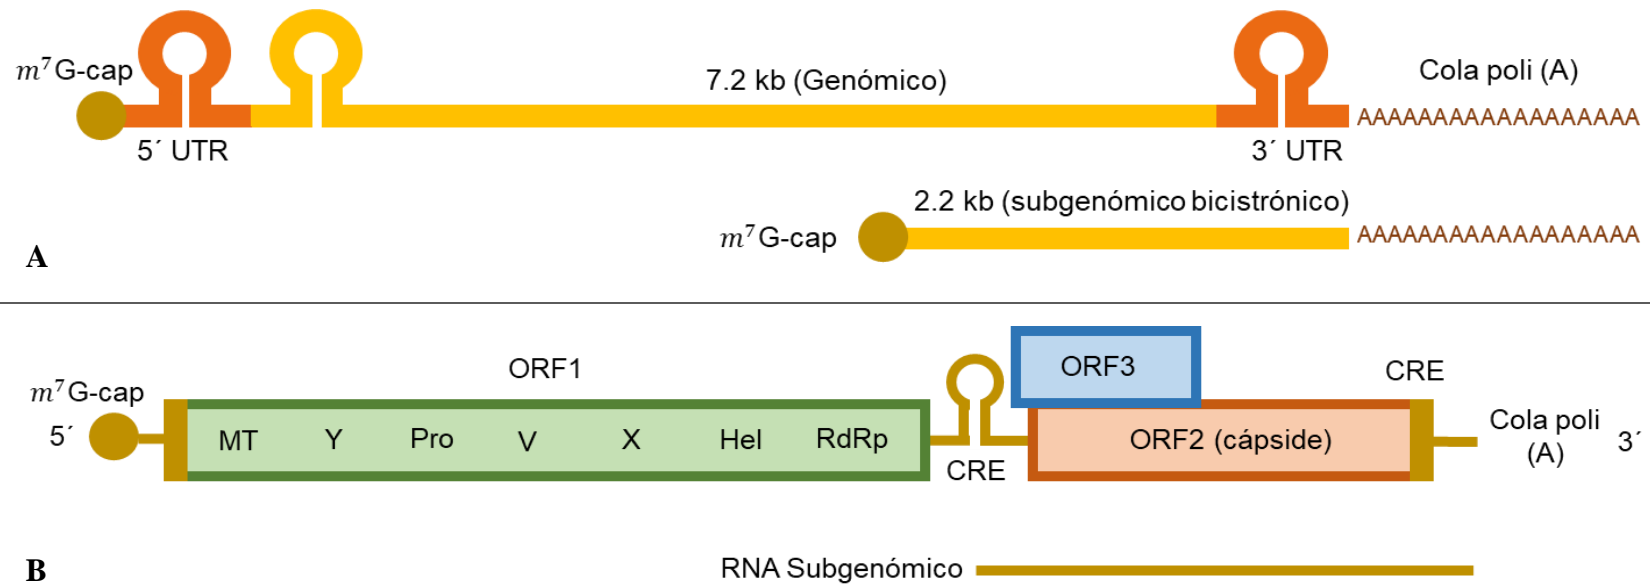 m⁷G-cap
7.2 kb (Genómico)
Cola poli (A)
AAAAAAAAAAAAAAAAAA
5´ UTR
3´ UTR
2.2 kb (subgenómico bicistrónico)
m⁷G-cap
AAAAAAAAAAAAAAAAAA
A
ORF1
ORF3
CRE
m⁷G-cap
5´
MT Y Pro V X Hel RdRp
ORF2 (cápside)
Cola poli
(A)
3´
CRE
B
RNA Subgenómico